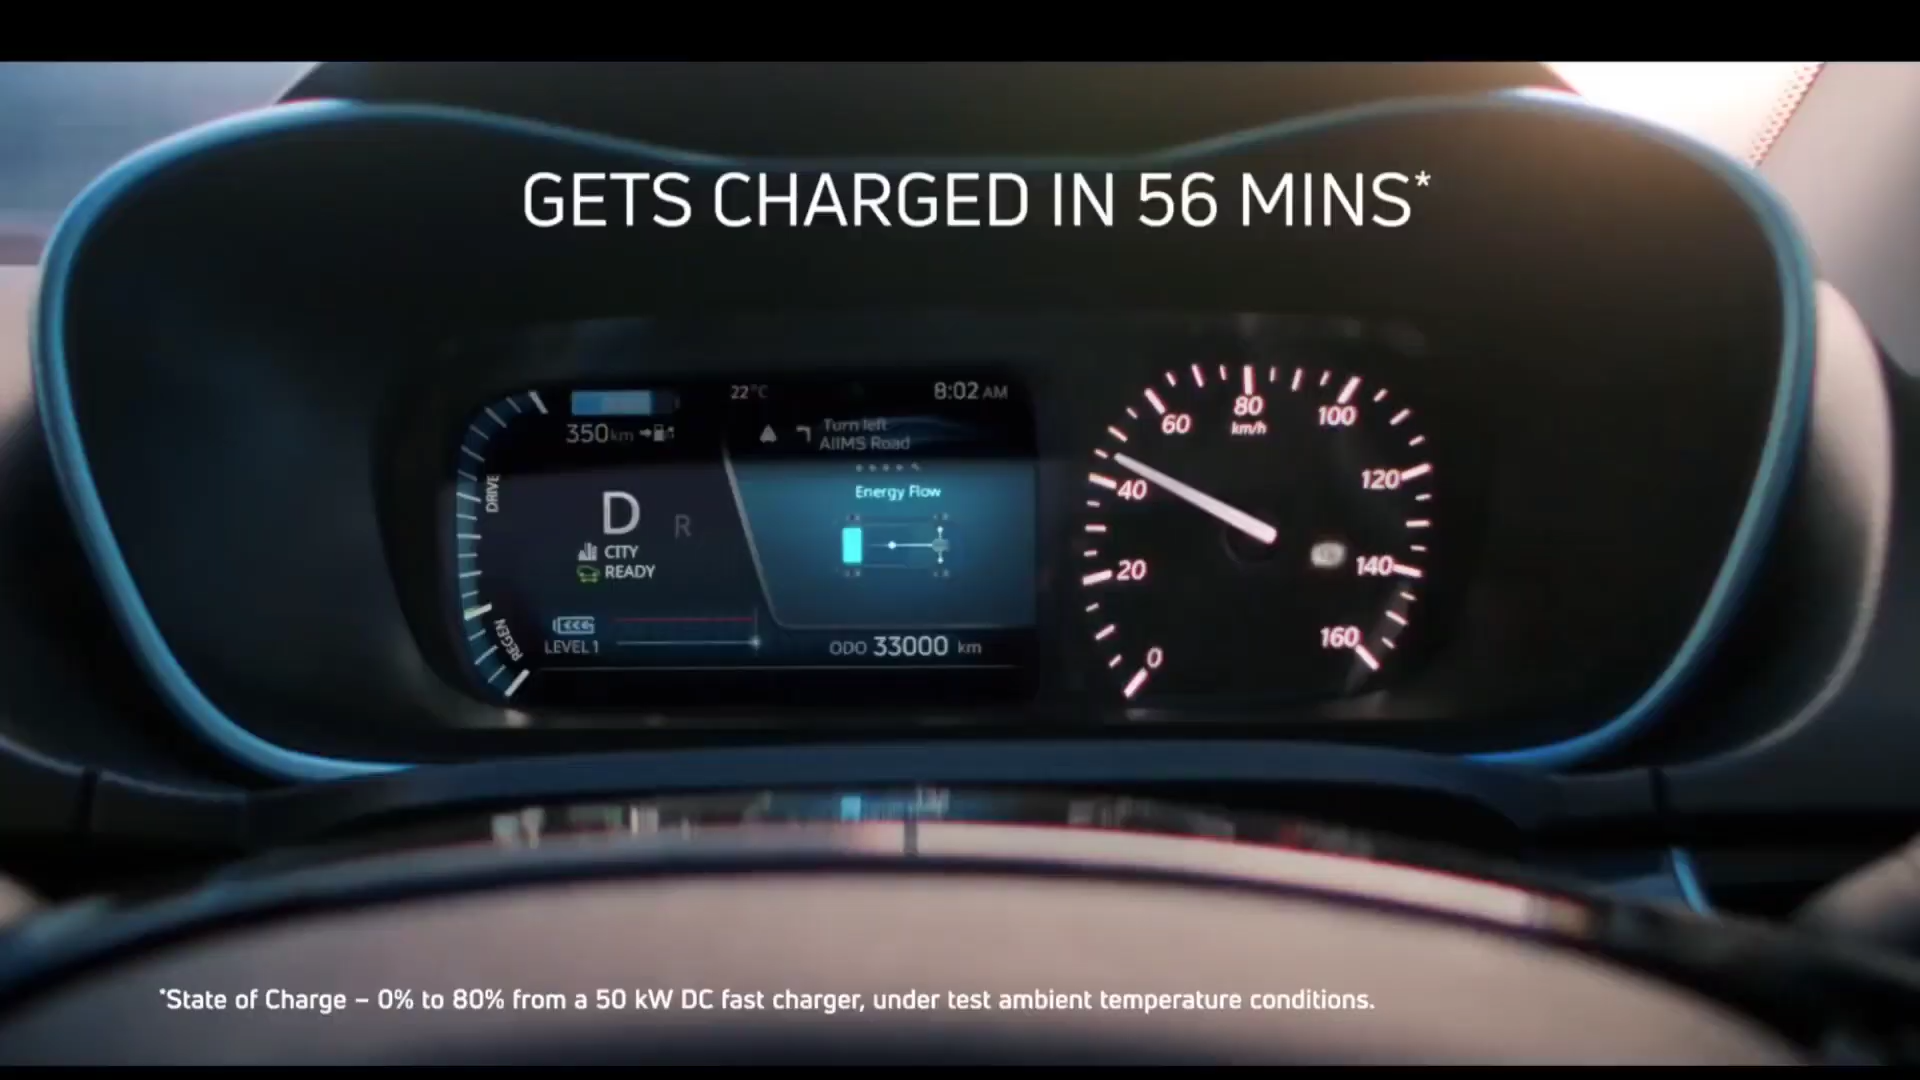 GETS CHARGED IN 56 MINS*
22°C
8:02 AM
350 km
Turn left
AIIMS Road
DRIVE
Energy Flow
D R
CITY
READY
REGEN
LEVEL 1
ODO 33000 km
0
20
40
60
80
km/h
100
120
140
160
*State of Charge – 0% to 80% from a 50 kW DC fast charger, under test ambient temperature conditions.